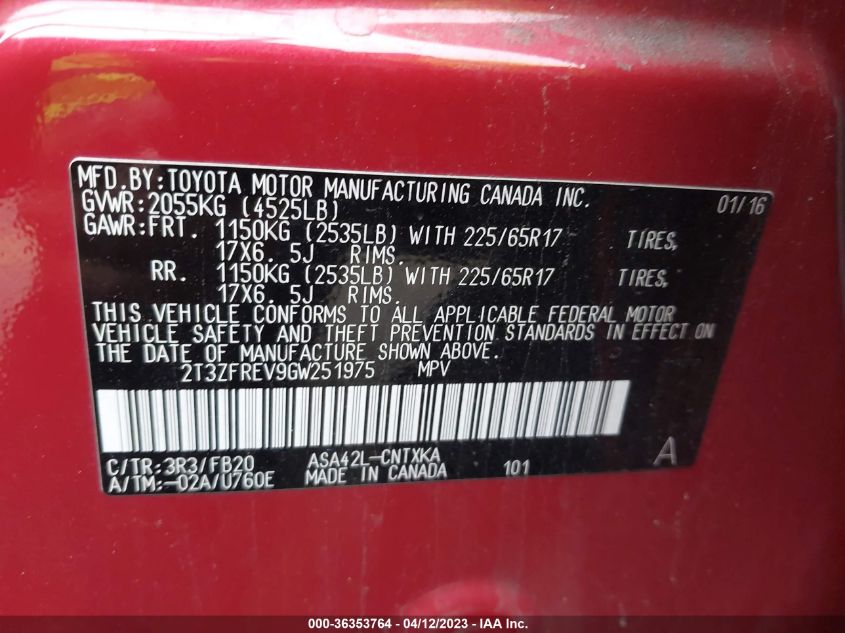 MFD.BY:TOYOTA MOTOR MANUFACTURING CANADA INC. 01/16
GVWR:2055KG (4525LB)
GAWR:FRT. 1150KG (2535LB) WITH 225/65R17 TIRES,
17X6. 5J RIMS.
RR. 1150KG (2535LB) WITH 225/65R17 TIRES,
17X6. 5J RIMS.
THIS VEHICLE CONFORMS TO ALL APPLICABLE FEDERAL MOTOR
VEHICLE SAFETY AND THEFT PREVENTION STANDARDS IN EFFECT ON
THE DATE OF MANUFACTURE SHOWN ABOVE.
2T3ZFREV9GW251975 MPV
C/TR:3R3/FB20 ASA42L-CNTXKA 101 A
A/TM:-02A/U760E MADE IN CANADA
000-36353764 - 04/12/2023 - IAA Inc.